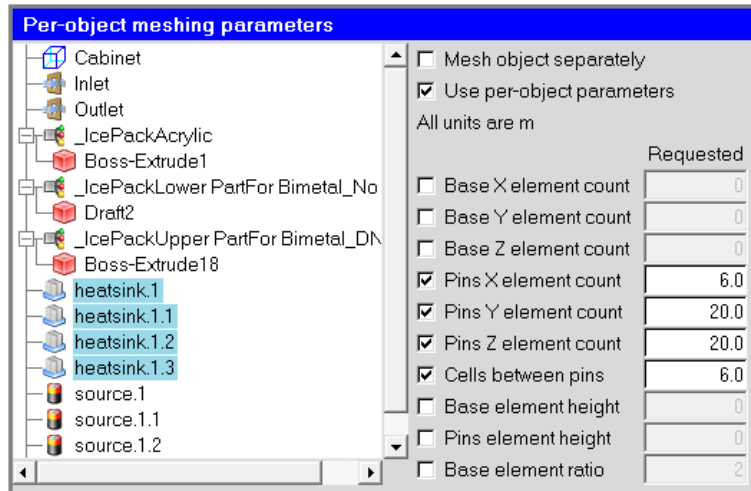 Per-object meshing parameters
Cabinet
Inlet
Outlet
_IcePackAcrylic
Boss-Extrude1
_IcePackLower PartFor Bimetal_No
Draft2
_IcePackUpper PartFor Bimetal_DN
Boss-Extrude18
heatsink.1
heatsink.1.1
heatsink.1.2
heatsink.1.3
source.1
source.1.1
source.1.2
Mesh object separately
Use per-object parameters
All units are m
Requested
Base X element count 0
Base Y element count 0
Base Z element count 0
Pins X element count 6.0
Pins Y element count 20.0
Pins Z element count 20.0
Cells between pins 6.0
Base element height 0
Pins element height 0
Base element ratio 2